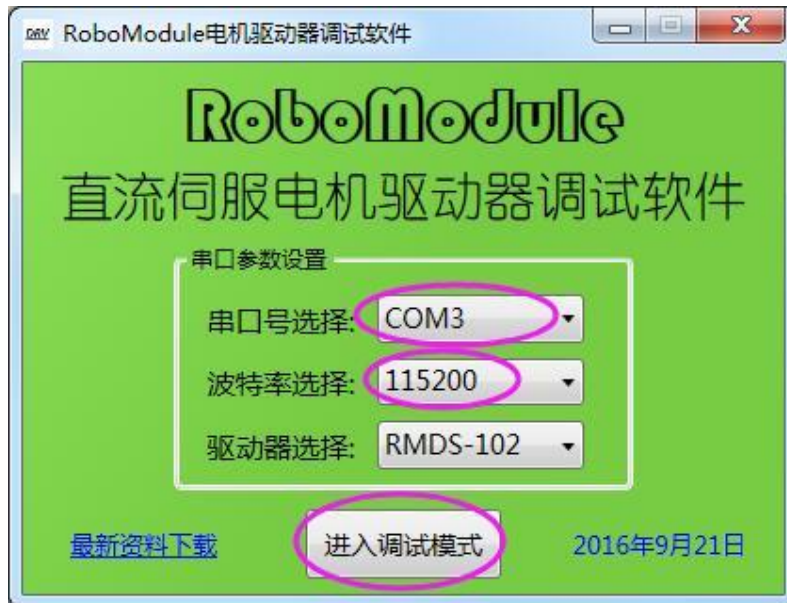 DRV RoboModule电机驱动器调试软件
RoboModule
直流伺服电机驱动器调试软件
串口参数设置
串口号选择: COM3
波特率选择: 115200
驱动器选择: RMDS-102
最新资料下载 进入调试模式 2016年9月21日